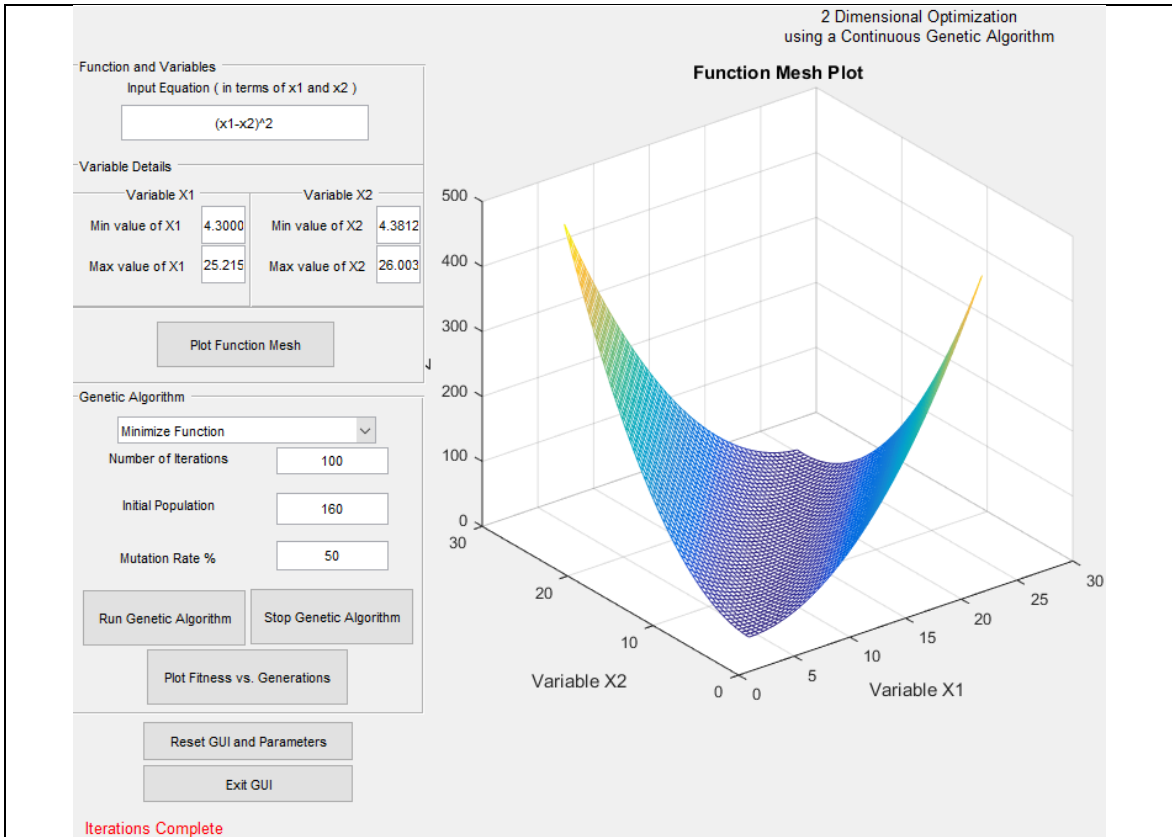 2 Dimensional Optimization
using a Continuous Genetic Algorithm
Function and Variables
Input Equation ( in terms of x1 and x2 )
(x1-x2)^2
Variable Details
Variable X1
Variable X2
Min value of X1 4.3000
Min value of X2 4.3812
Max value of X1 25.215
Max value of X2 26.003
Plot Function Mesh
Genetic Algorithm
Minimize Function
Number of Iterations 100
Initial Population 160
Mutation Rate % 50
Run Genetic Algorithm
Stop Genetic Algorithm
Plot Fitness vs. Generations
Reset GUI and Parameters
Exit GUI
Iterations Complete
Function Mesh Plot
500
400
300
200
100
0
30
20
10
0
Variable X2
0
5
10
15
20
25
30
Variable X1